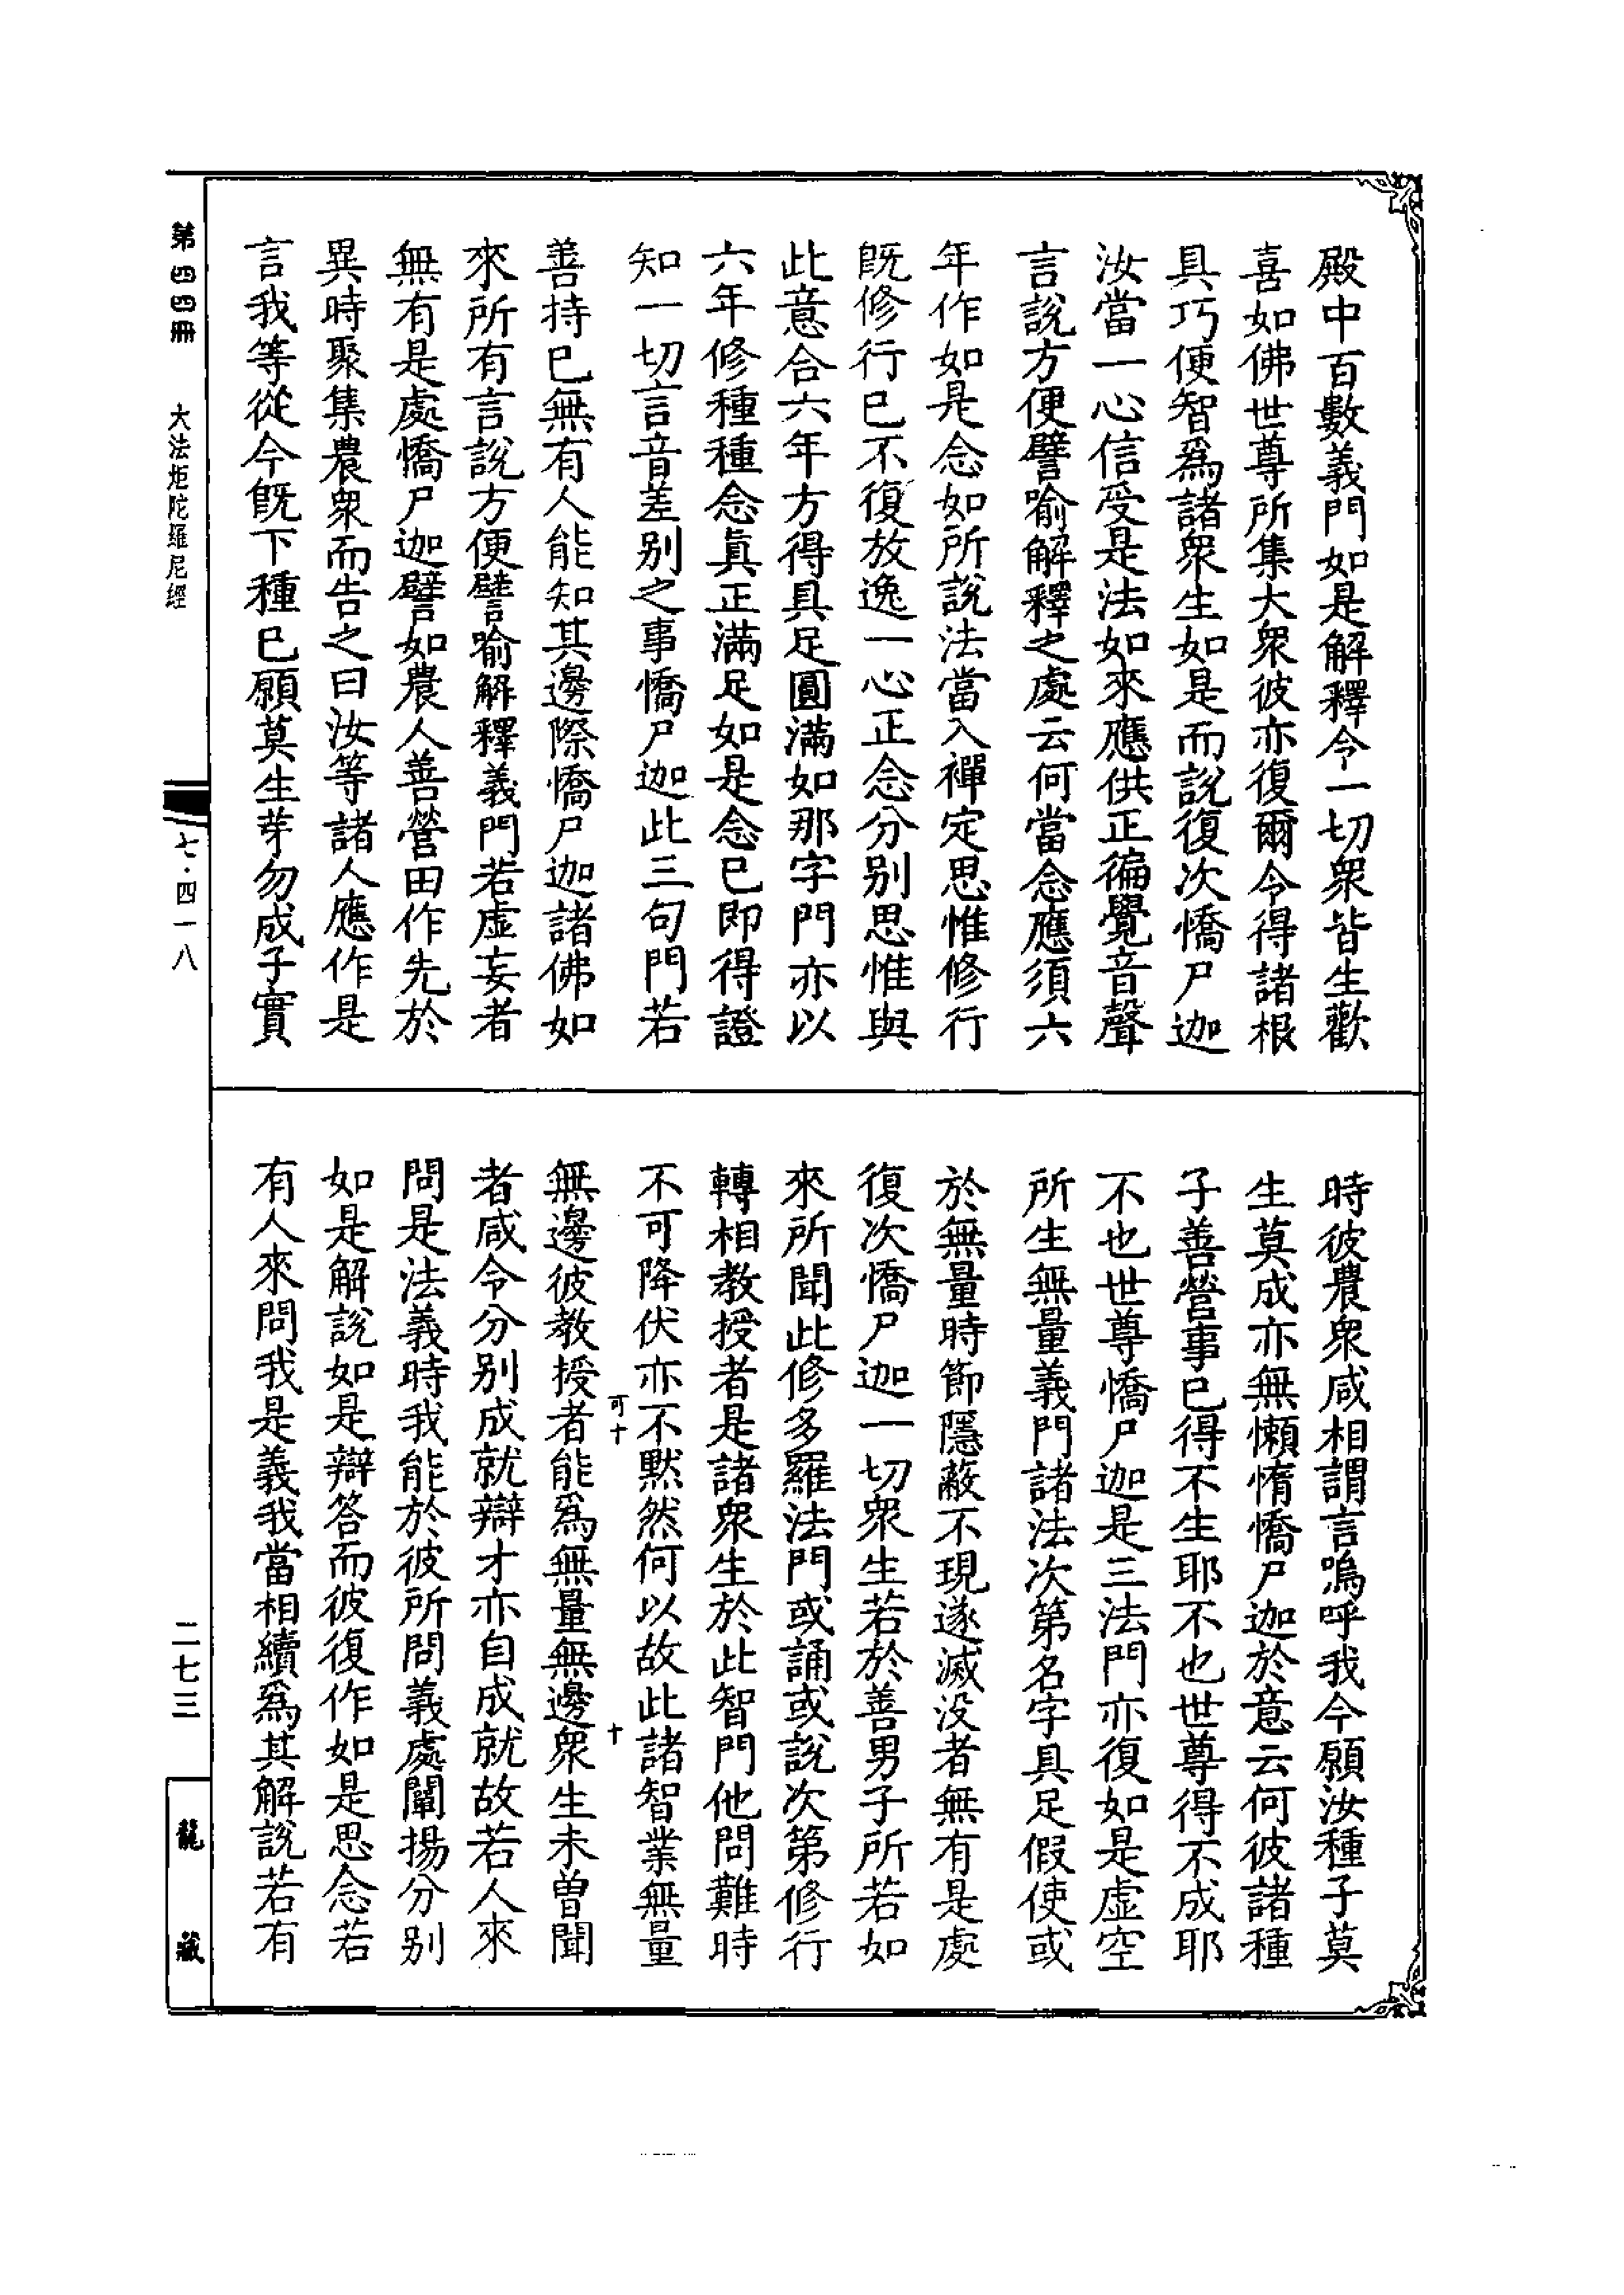 殿中百數義門如是解釋令一切衆皆生歡
喜如佛世尊所集大衆彼亦復爾令得諸根
具巧便智爲諸衆生如是而說復次憍尸迦
汝當一心信受是法如來應供正徧覺音聲
言說方便譬喻解釋之處云何當念應須六
年作如是念如所說法當入禪定思惟修行
既修行已不復放逸一心正念分别思惟與
此意合六年方得具足圓滿如那字門亦以
六年修種種念眞正滿足如是念已即得證
知一切言音差别之事憍尸迦此三句門若
善持已無有人能知其邊際憍尸迦諸佛如
來所有言說方便譬喻解釋義門若虛妄者
無有是處憍尸迦譬如農人善營田作先於
異時聚集農衆而告之曰汝等諸人應作是
言我等從今既下種已願莫生芽勿成子實
時彼農衆咸相謂言嗚呼我今願汝種子莫
生莫成亦無懶惰憍尸迦於意云何彼諸種
子善營事已得不生耶不也世尊得不成耶
不也世尊憍尸迦是三法門亦復如是虛空
所生無量義門諸法次第名字具足假使或
於無量時節隱蔽不現遂滅没者無有是處
復次憍尸迦一切衆生若於善男子所若如
來所聞此修多羅法門或誦或說次第修行
轉相教授者是諸衆生於此智門他問難時
不可降伏亦不默然何以故此諸智業無量
可十
十
無邊彼教授者能爲無量無邊衆生未曾聞
者咸令分别成就辯才亦自成就故若人來
問是法義時我能於彼所問義處闡揚分别
如是解說如是辯答而彼復作如是思念若
有人來問我是義我當相續爲其解說若有
第四四冊
大法炬陀羅尼經
七·四一八
二七三
龍藏